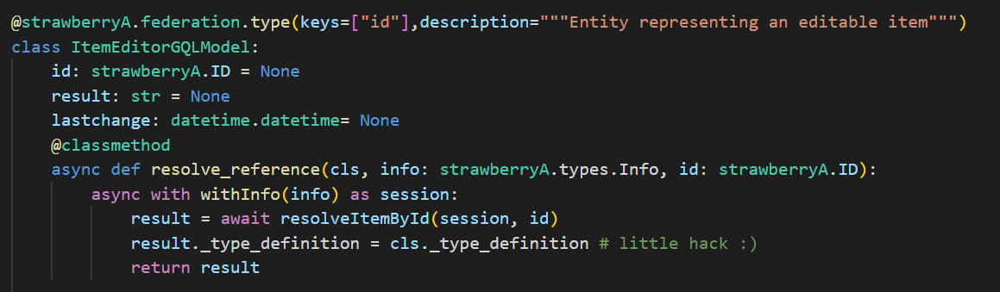 @strawberryA.federation.type(keys=["id"],description="""Entity representing an editable item""")
class ItemEditorGQLModel:
    id: strawberryA.ID = None
    result: str = None
    lastchange: datetime.datetime= None
    @classmethod
    async def resolve_reference(cls, info: strawberryA.types.Info, id: strawberryA.ID):
        async with withInfo(info) as session:
            result = await resolveItemById(session, id)
            result._type_definition = cls._type_definition # little hack :)
            return result